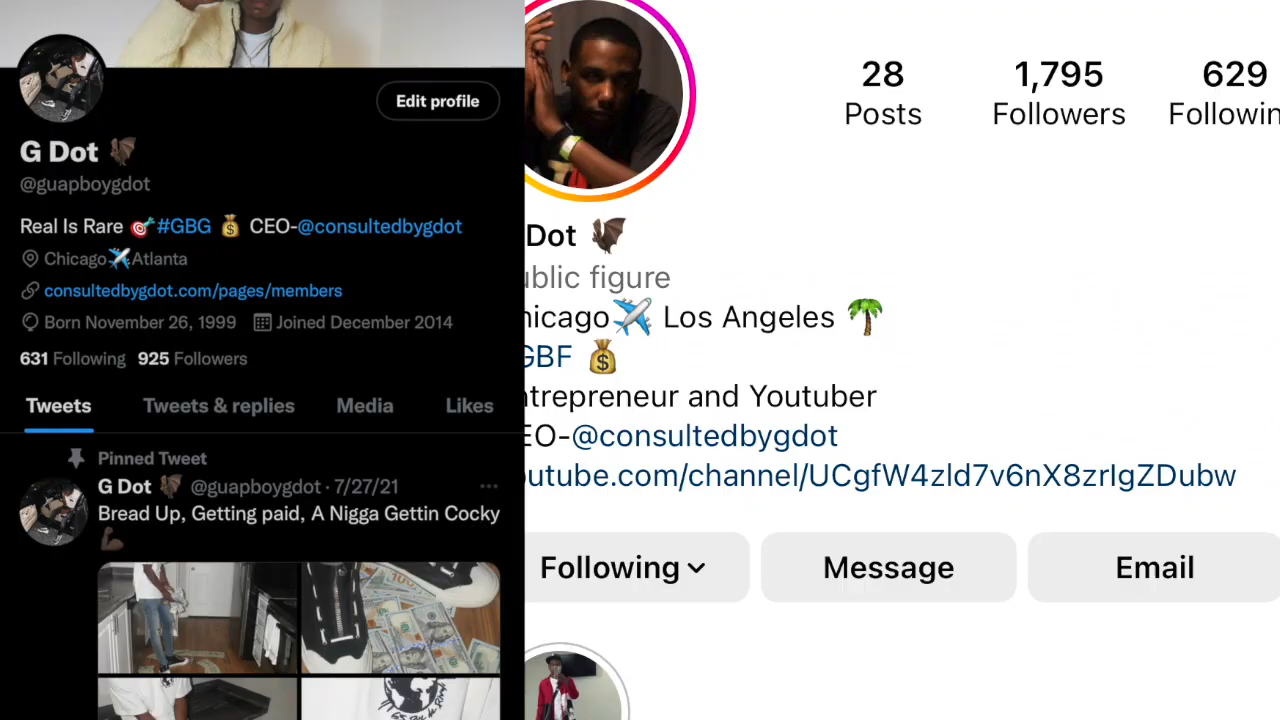 Edit profile
G Dot 🦇
@guapboygdot
Real Is Rare 🎯#GBG 💰 CEO-@consultedbygdot
Chicago✈️Atlanta
consultedbygdot.com/pages/members
Born November 26, 1999 Joined December 2014
631 Following 925 Followers
Tweets Tweets & replies Media Likes
Pinned Tweet
G Dot 🦇 @guapboygdot · 7/27/21 ···
Bread Up, Getting paid, A Nigga Gettin Cocky
💪🏿
28 1,795 629
Posts Followers Followin
Dot 🦇
ublic figure
hicago✈️ Los Angeles 🌴
GBF 💰
ntrepreneur and Youtuber
EO-@consultedbygdot
outube.com/channel/UCgfW4zld7v6nX8zrIgZDubw
Following Message Email